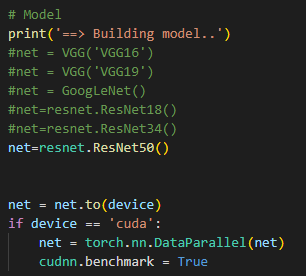 # Model
print('==> Building model..')
#net = VGG('VGG16')
#net = VGG('VGG19')
#net = GoogLeNet()
#net=resnet.ResNet18()
#net=resnet.ResNet34()
net=resnet.ResNet50()
net = net.to(device)
if device == 'cuda':
    net = torch.nn.DataParallel(net)
    cudnn.benchmark = True